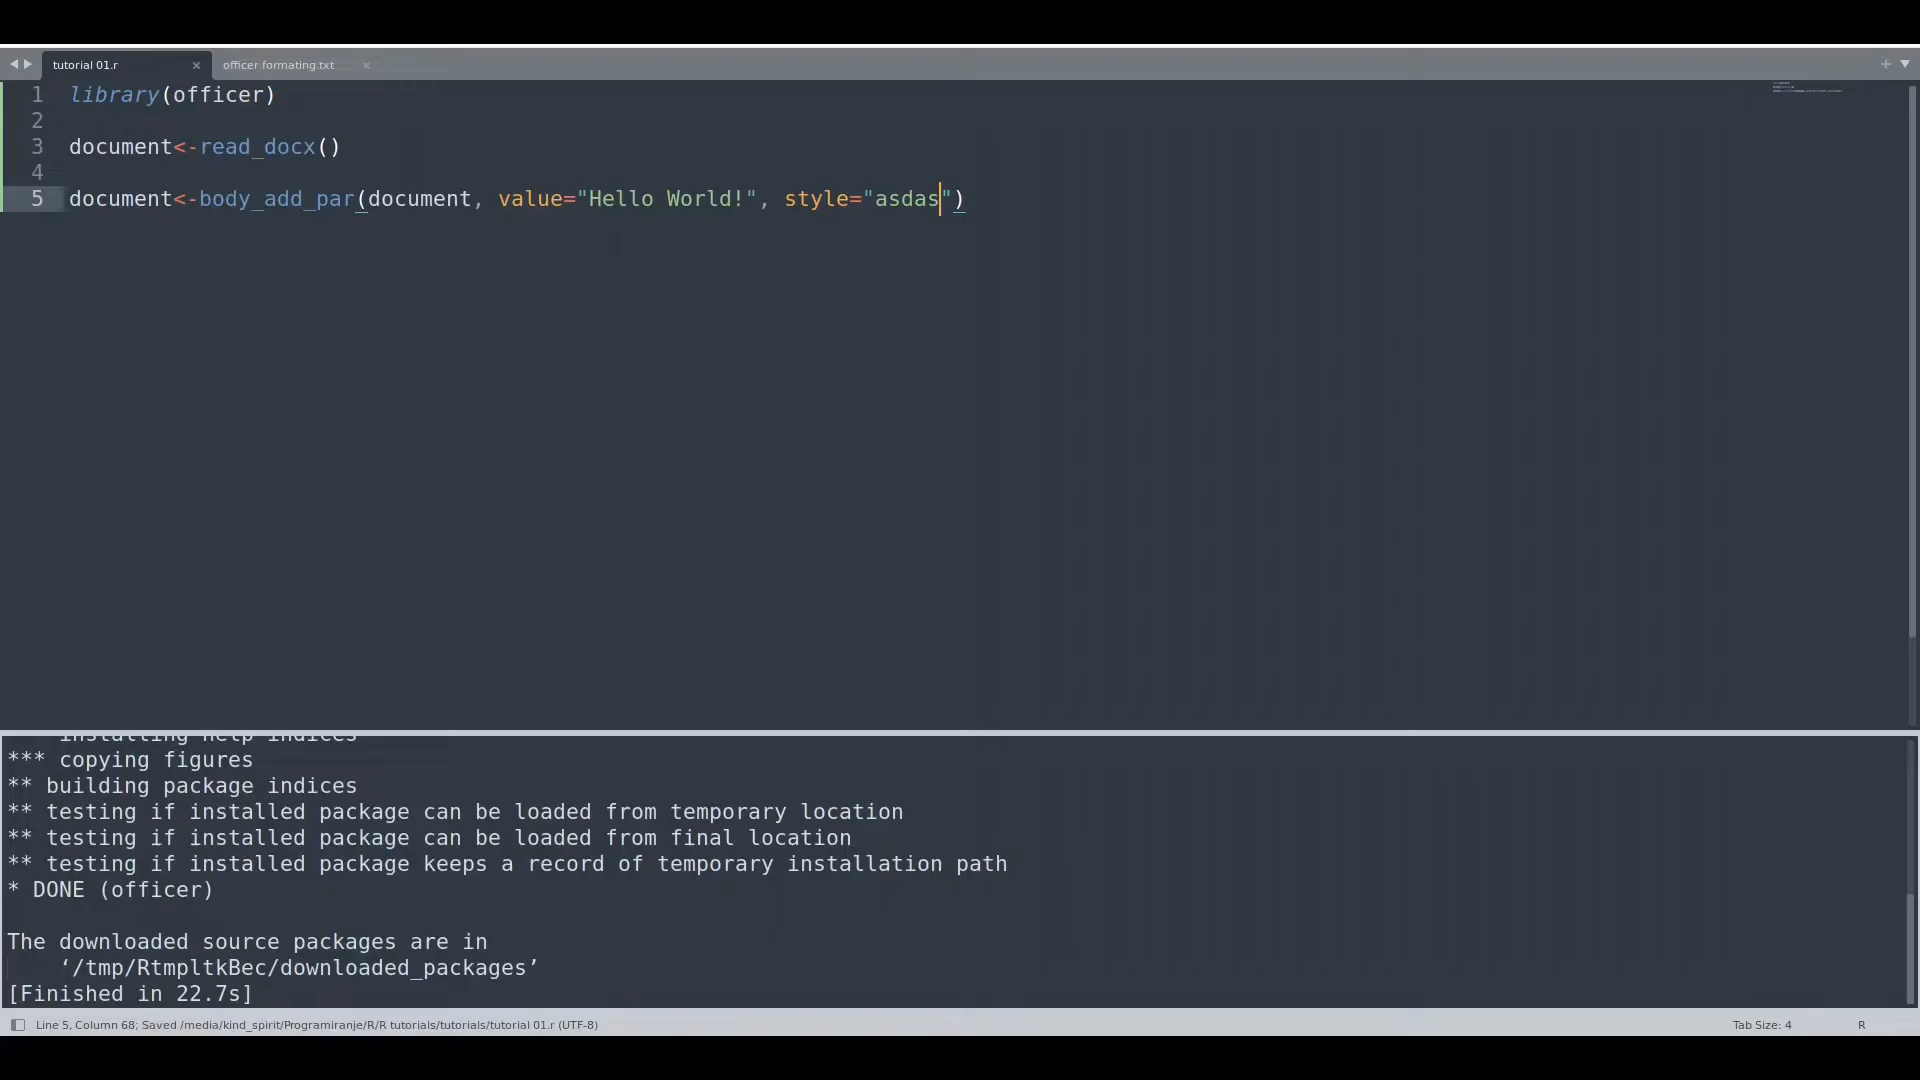 tutorial 01.r × officer formating.txt ×
1 library(officer)
2
3 document<-read_docx()
4
5 document<-body_add_par(document, value="Hello World!", style="asdas")
installing help indices
*** copying figures
** building package indices
** testing if installed package can be loaded from temporary location
** testing if installed package can be loaded from final location
** testing if installed package keeps a record of temporary installation path
* DONE (officer)
The downloaded source packages are in
‘/tmp/RtmpltkBec/downloaded_packages’
[Finished in 22.7s]
Line 5, Column 68; Saved /media/kind_spirit/Programiranje/R/R tutorials/tutorials/tutorial 01.r (UTF-8) Tab Size: 4 R